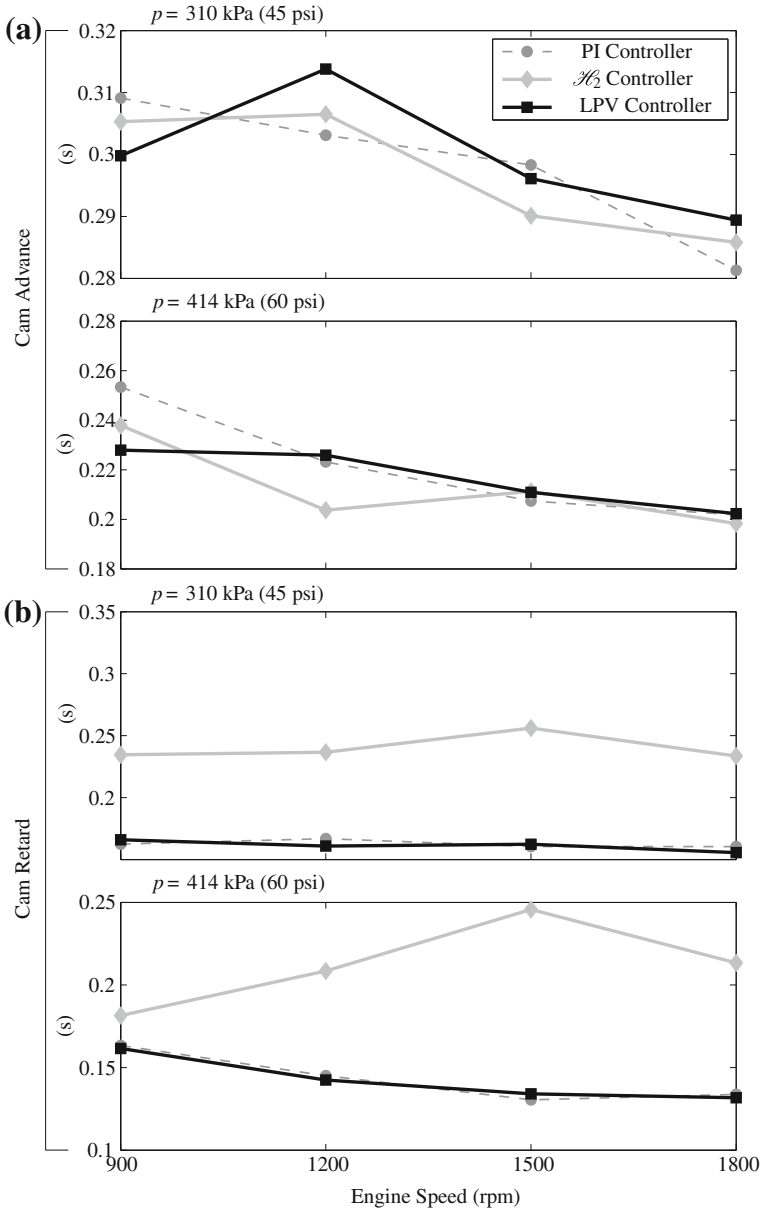 (a)
p = 310 kPa (45 psi)
0.32
0.31
0.3
0.29
0.28
(s)
PI Controller
ℋ2 Controller
LPV Controller
Cam Advance
p = 414 kPa (60 psi)
0.28
0.26
0.24
0.22
0.2
0.18
(s)
(b)
p = 310 kPa (45 psi)
0.35
0.3
0.25
0.2
(s)
Cam Retard
p = 414 kPa (60 psi)
0.25
0.2
0.15
0.1
(s)
900 1200 1500 1800
Engine Speed (rpm)